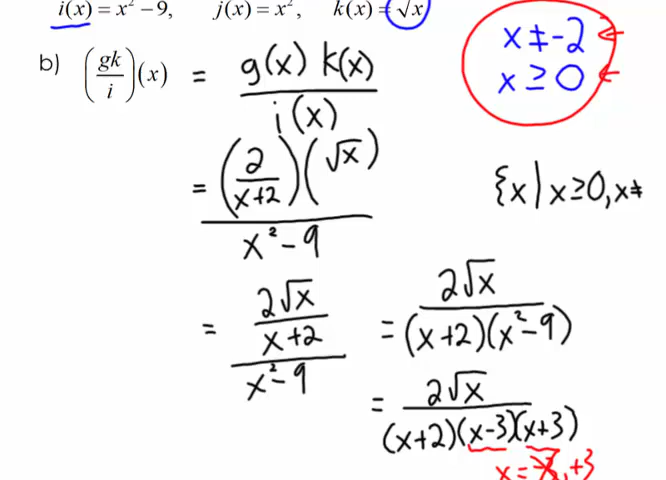 i(x) = x² − 9,   j(x) = x²,   k(x) = √x
x ≠ -2
x ≥ 0
b) (gk/i)(x) = g(x) k(x) / i(x)
= (2/(x+2))(√x) / x² − 9
{x | x ≥ 0, x ≠
= 2√x / x+2 / x² − 9 = 2√x / (x+2)(x² − 9)
= 2√x / (x+2)(x−3)(x+3)
x = -3, +3